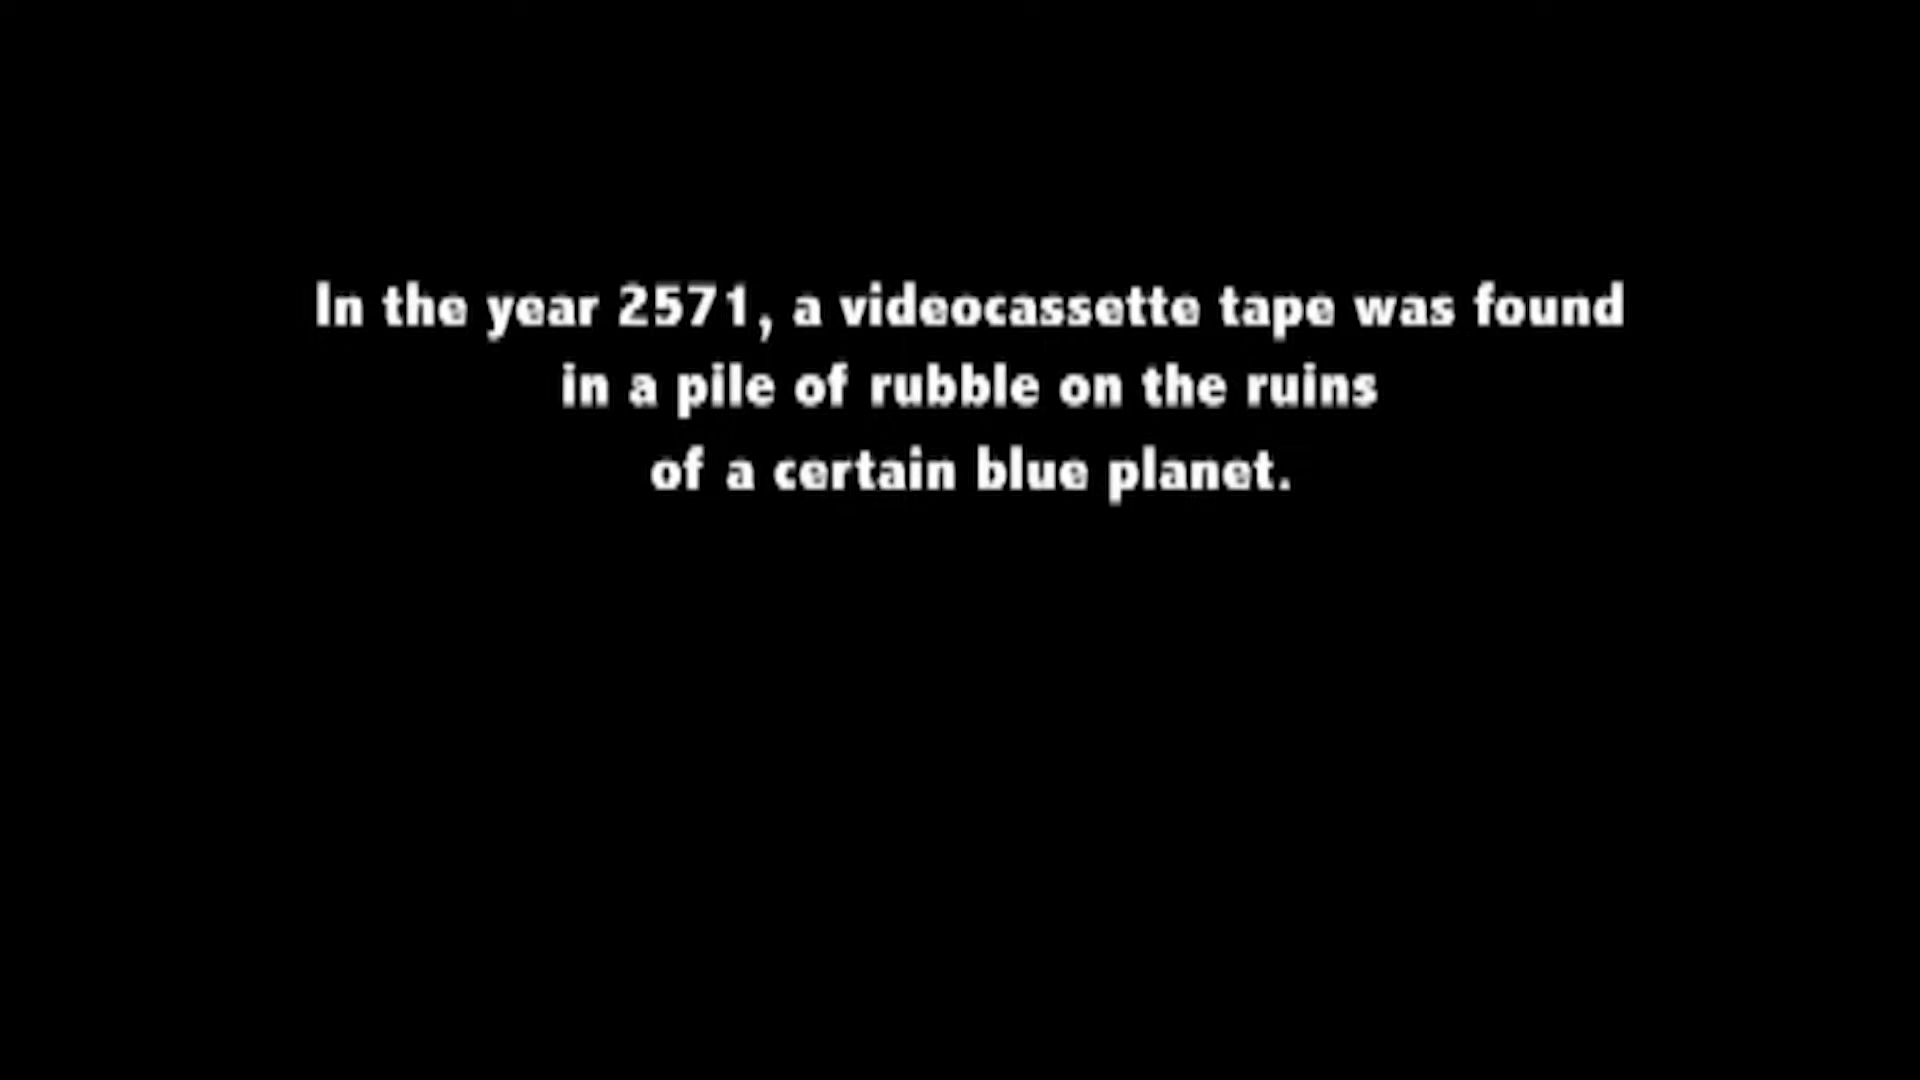 In the year 2571, a videocassette tape was found
in a pile of rubble on the ruins
of a certain blue planet.